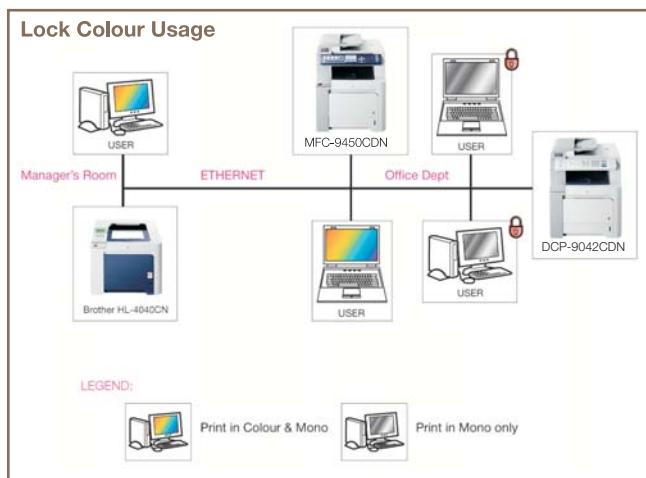 Lock Colour Usage
USER
MFC-9450CDN
USER
Manager's Room
ETHERNET
Office Dept
DCP-9042CDN
Brother HL-4040CN
USER
USER
LEGEND:
Print in Colour & Mono
Print in Mono only